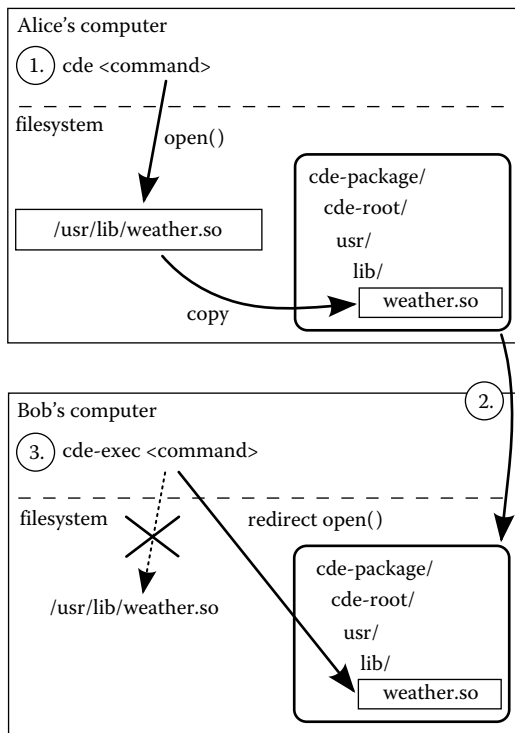 Alice's computer
1. cde <command>
filesystem
open()
/usr/lib/weather.so
copy
cde-package/
cde-root/
usr/
lib/
weather.so
2.
Bob's computer
3. cde-exec <command>
filesystem
redirect open()
/usr/lib/weather.so
cde-package/
cde-root/
usr/
lib/
weather.so